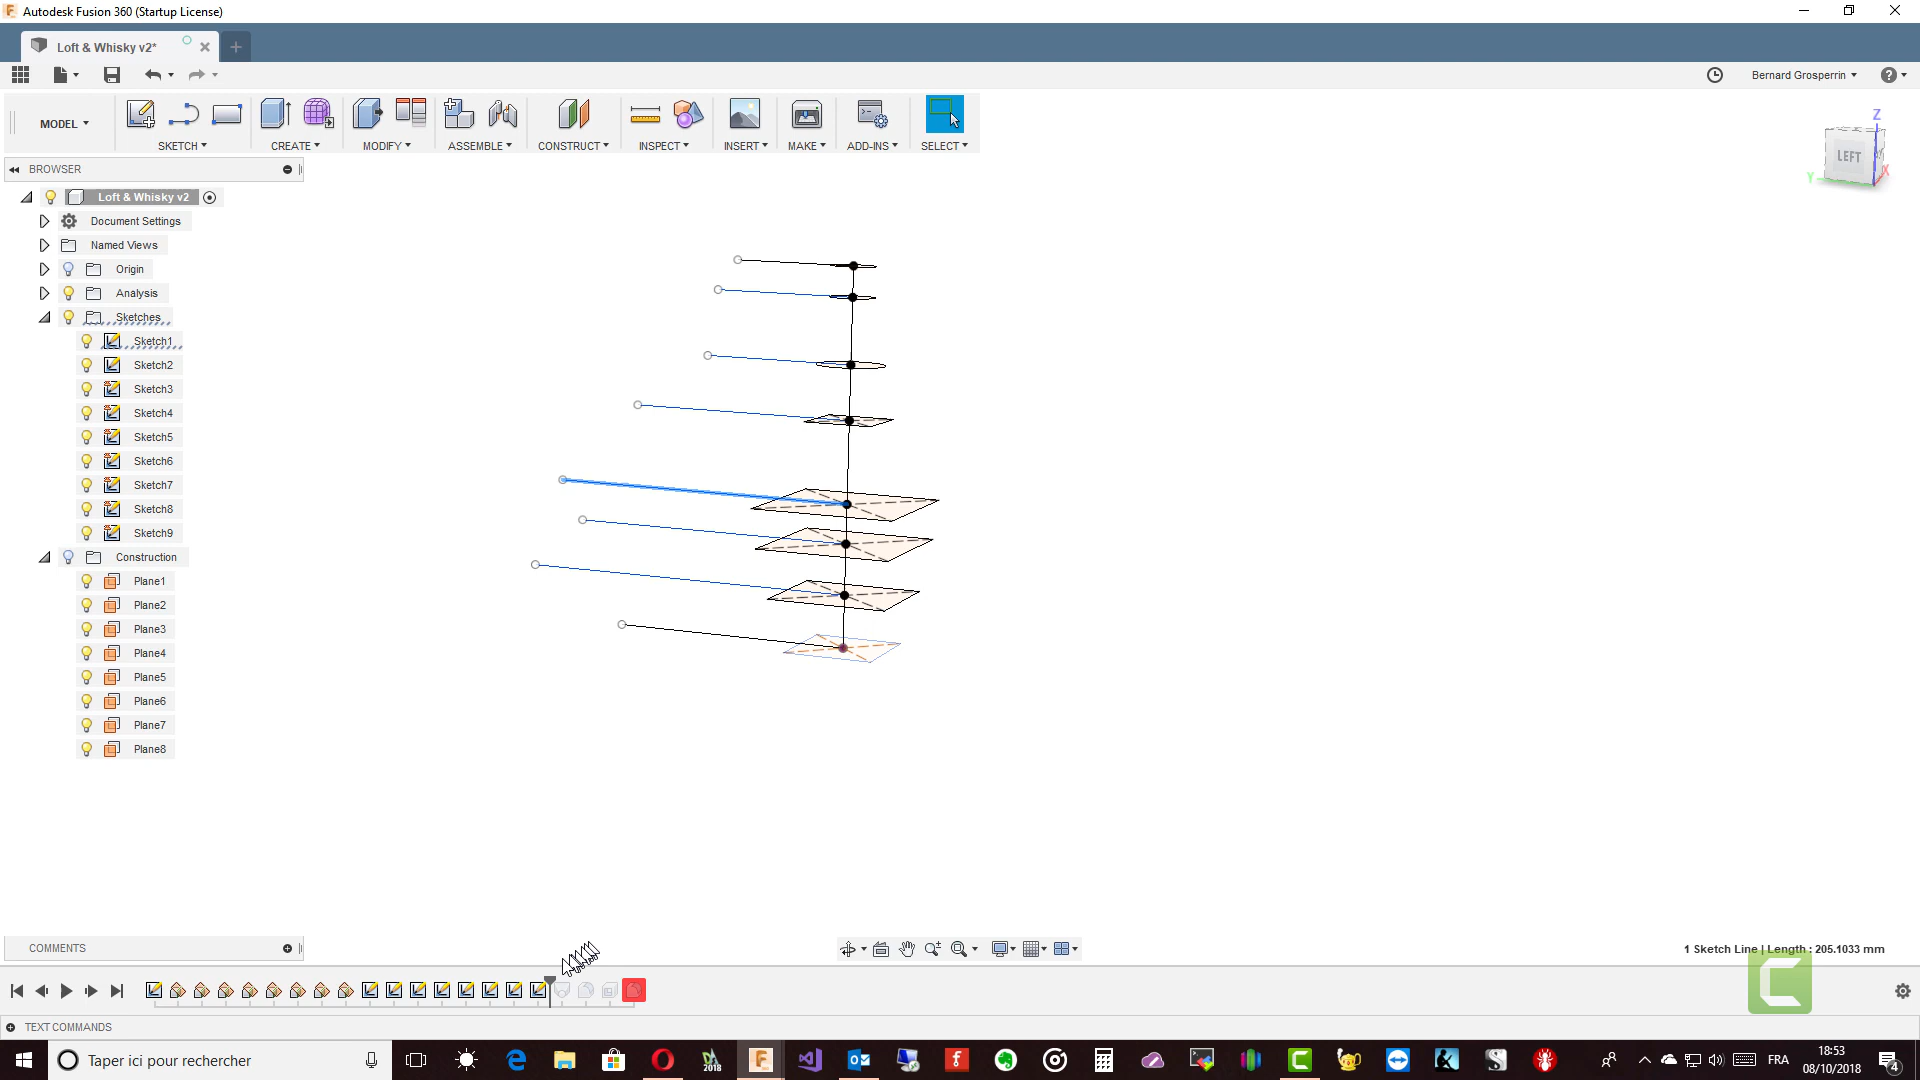 Autodesk Fusion 360 (Startup License)
Loft & Whisky v2*
Bernard Grosperrin
MODEL
SKETCH
CREATE
MODIFY
ASSEMBLE
CONSTRUCT
INSPECT
INSERT
MAKE
ADD-INS
SELECT
Z
LEFT
Y
X
BROWSER
Loft & Whisky v2
Document Settings
Named Views
Origin
Analysis
Sketches
Sketch1
Sketch2
Sketch3
Sketch4
Sketch5
Sketch6
Sketch7
Sketch8
Sketch9
Construction
Plane1
Plane2
Plane3
Plane4
Plane5
Plane6
Plane7
Plane8
COMMENTS
1 Sketch Line | Length : 205.1033 mm
TEXT COMMANDS
Taper ici pour rechercher
2018
FRA
18:53
08/10/2018
4